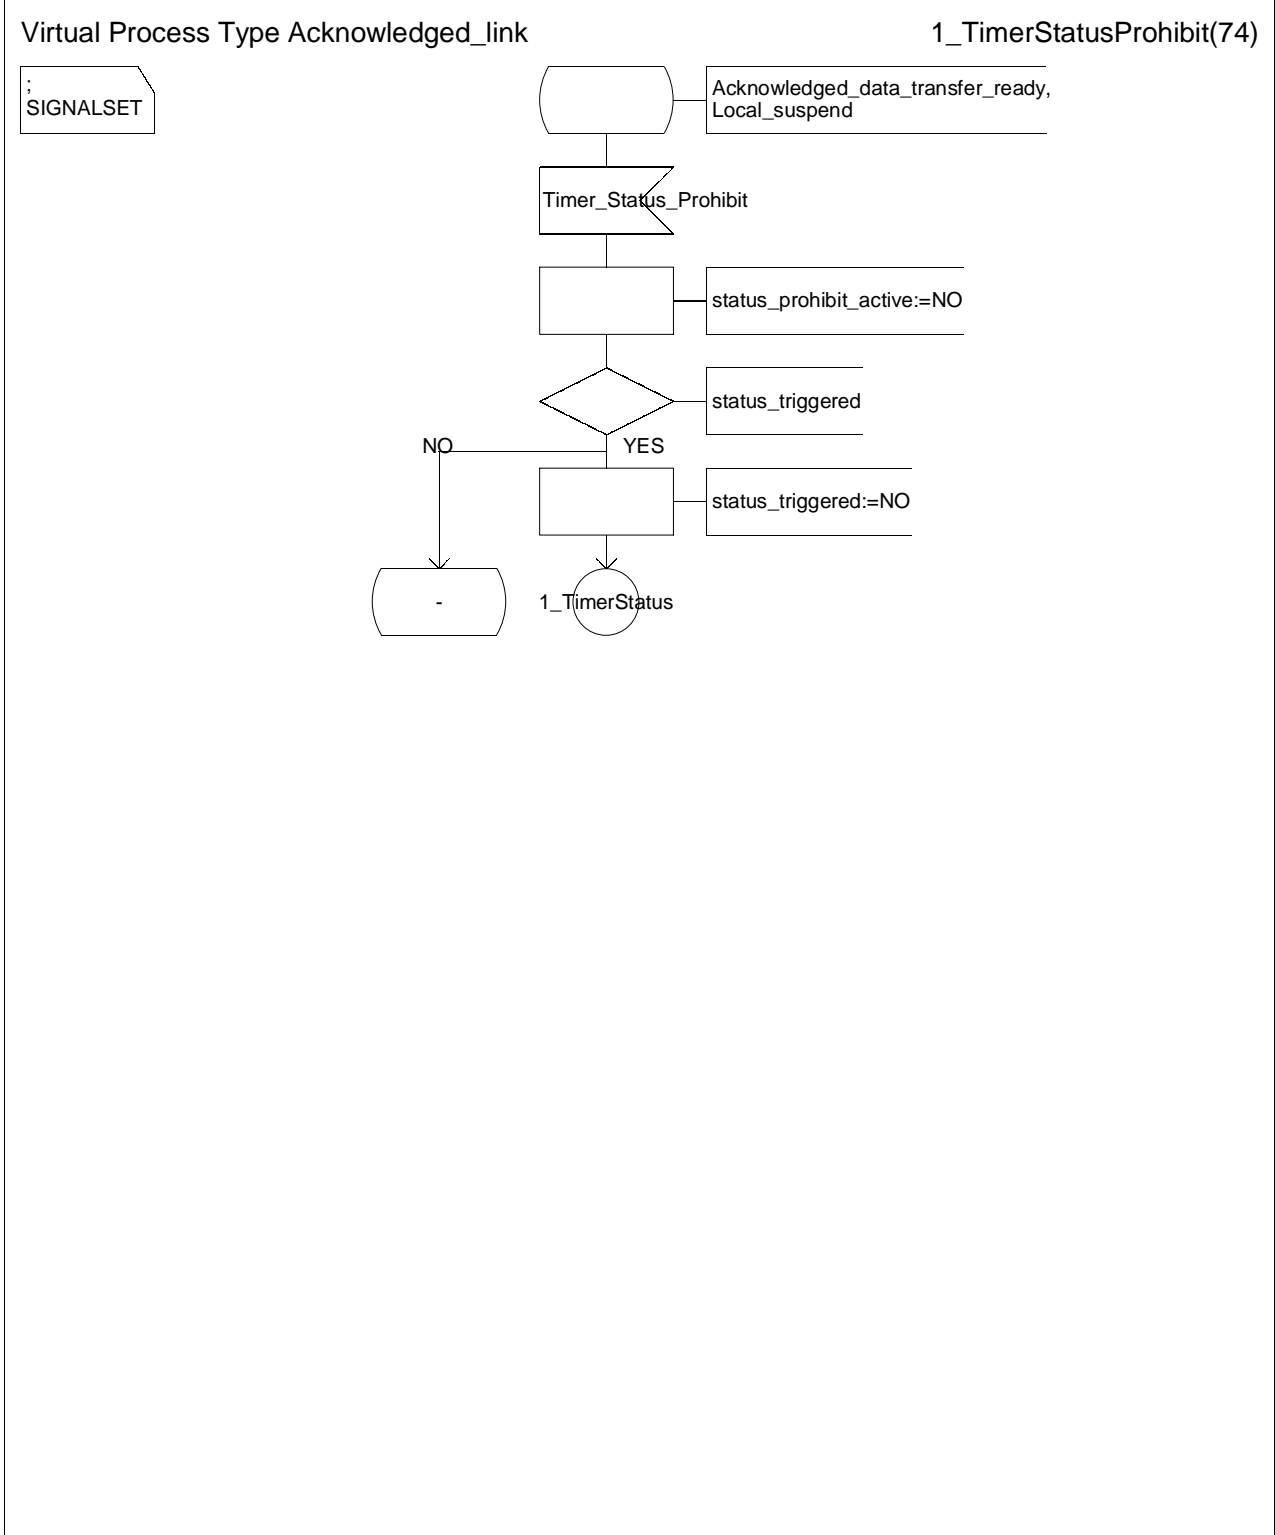 Virtual Process Type Acknowledged_link
1_TimerStatusProhibit(74)
;
SIGNALSET
Acknowledged_data_transfer_ready,
Local_suspend
Timer_Status_Prohibit
status_prohibit_active:=NO
status_triggered
NO
YES
status_triggered:=NO
-
1_TimerStatus